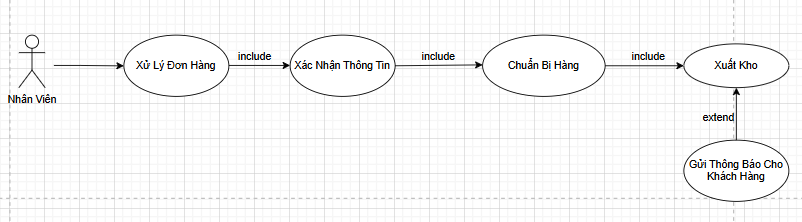 Nhân Viên
Xử Lý Đơn Hàng
include
Xác Nhận Thông Tin
include
Chuẩn Bị Hàng
include
Xuất Kho
extend
Gửi Thông Báo Cho
Khách Hàng